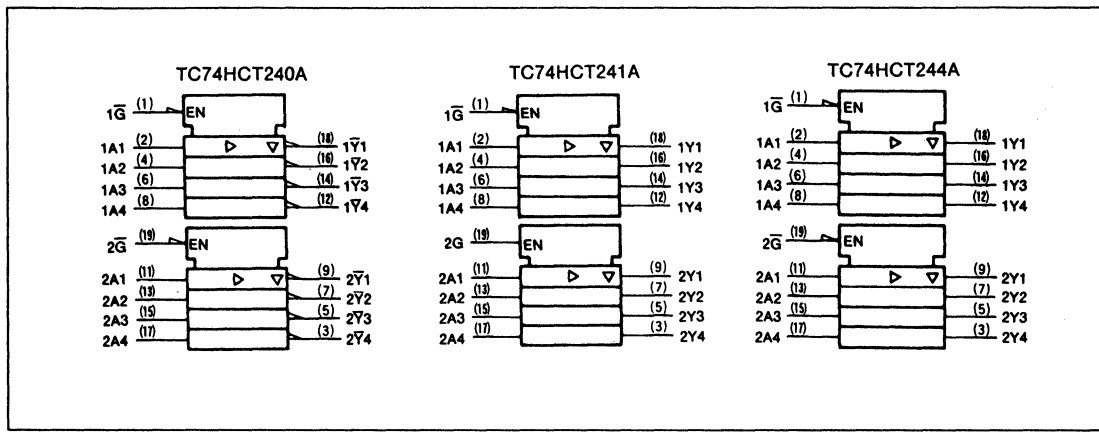 TC74HCT240A
1G̅ (1) EN
1A1 (2) (18) 1Y̅1
1A2 (4) (16) 1Y̅2
1A3 (6) (14) 1Y̅3
1A4 (8) (12) 1Y̅4
2G̅ (19) EN
2A1 (11) (9) 2Y̅1
2A2 (13) (7) 2Y̅2
2A3 (15) (5) 2Y̅3
2A4 (17) (3) 2Y̅4
TC74HCT241A
1G̅ (1) EN
1A1 (2) (18) 1Y1
1A2 (4) (16) 1Y2
1A3 (6) (14) 1Y3
1A4 (8) (12) 1Y4
2G (19) EN
2A1 (11) (9) 2Y1
2A2 (13) (7) 2Y2
2A3 (15) (5) 2Y3
2A4 (17) (3) 2Y4
TC74HCT244A
1G̅ (1) EN
1A1 (2) (18) 1Y1
1A2 (4) (16) 1Y2
1A3 (6) (14) 1Y3
1A4 (8) (12) 1Y4
2G̅ (19) EN
2A1 (11) (9) 2Y1
2A2 (13) (7) 2Y2
2A3 (15) (5) 2Y3
2A4 (17) (3) 2Y4